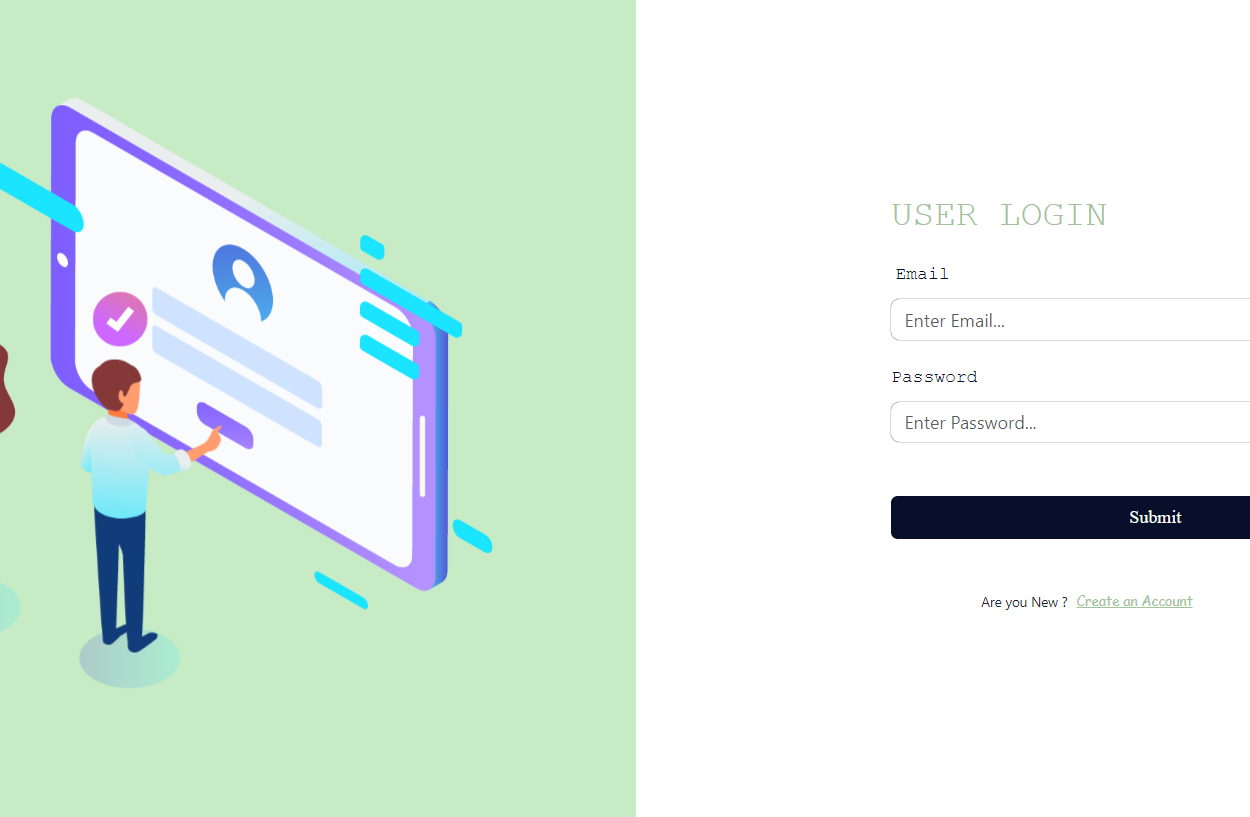 USER LOGIN
Email
Enter Email...
Password
Enter Password...
Submit
Are you New ? Create an Account